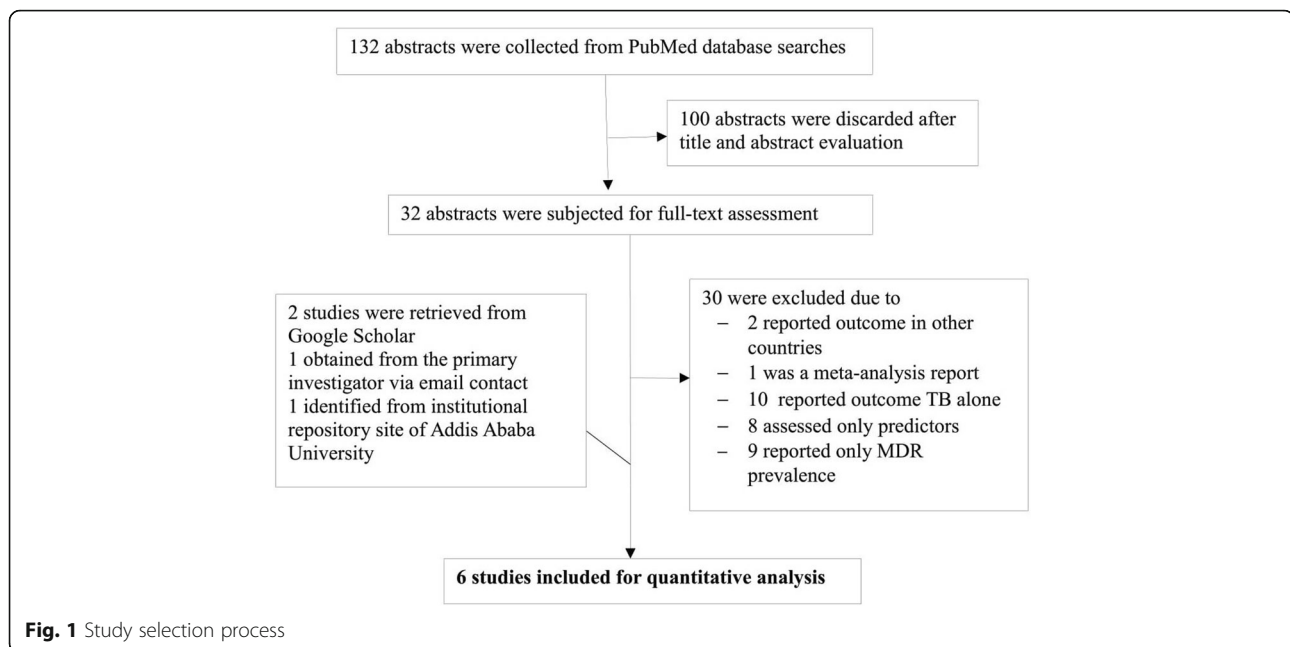 132 abstracts were collected from PubMed database searches
100 abstracts were discarded after
title and abstract evaluation
32 abstracts were subjected for full-text assessment
2 studies were retrieved from
Google Scholar
1 obtained from the primary
investigator via email contact
1 identified from institutional
repository site of Addis Ababa
University
30 were excluded due to
– 2 reported outcome in other
countries
– 1 was a meta-analysis report
– 10 reported outcome TB alone
– 8 assessed only predictors
– 9 reported only MDR
prevalence
6 studies included for quantitative analysis
Fig. 1 Study selection process